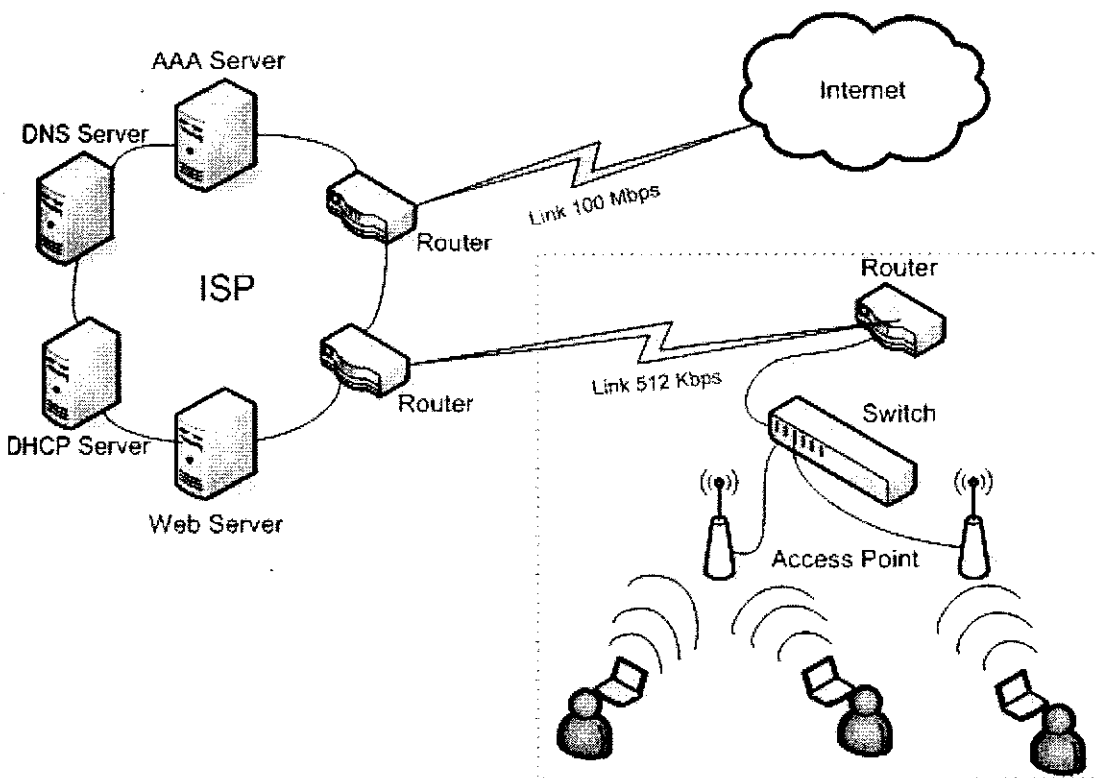 AAA Server
Internet
DNS Server
Link 100 Mbps
Router
Router
ISP
Link 512 Kbps
Router
Switch
DHCP Server
Web Server
Access Point